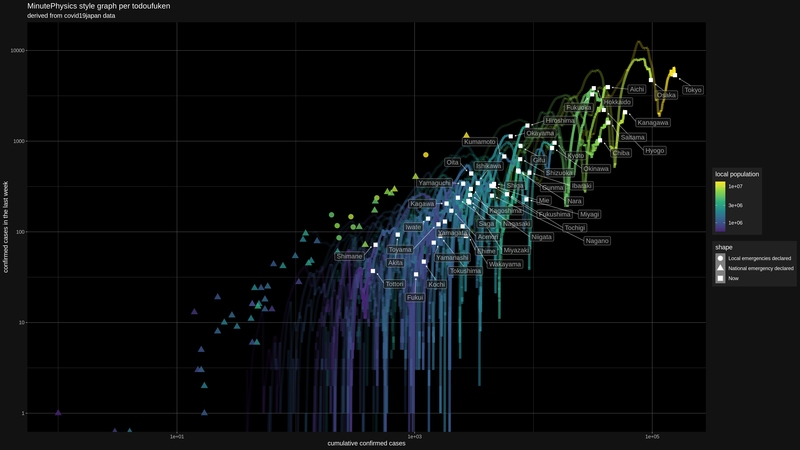 MinutePhysics style graph per todoufuken
derived from covid19japan data
confirmed cases in the last week
10000
1000
100
10
1
Aichi
Tokyo
Osaka
Hokkaido
Fukuoka
Kanagawa
Hiroshima
Okayama
Saitama
Kumamoto
Hyogo
Chiba
Kyoto
Gifu
Oita
Ishikawa
Okinawa
Shizuoka
Yamaguchi
Shiga
Gunma
Ibaraki
Mie
Nara
Kagawa
Kagoshima
Fukushima
Miyagi
Saga
Nagasaki
Tochigi
Iwate
Yamagata
Aomori
Niigata
Nagano
Toyama
Ehime
Miyazaki
Shimane
Akita
Yamanashi
Wakayama
Tokushima
Tottori
Kochi
Fukui
1e+01
1e+03
1e+05
cumulative confirmed cases
local population
1e+07
3e+06
1e+06
shape
Local emergencies declared
National emergency declared
Now